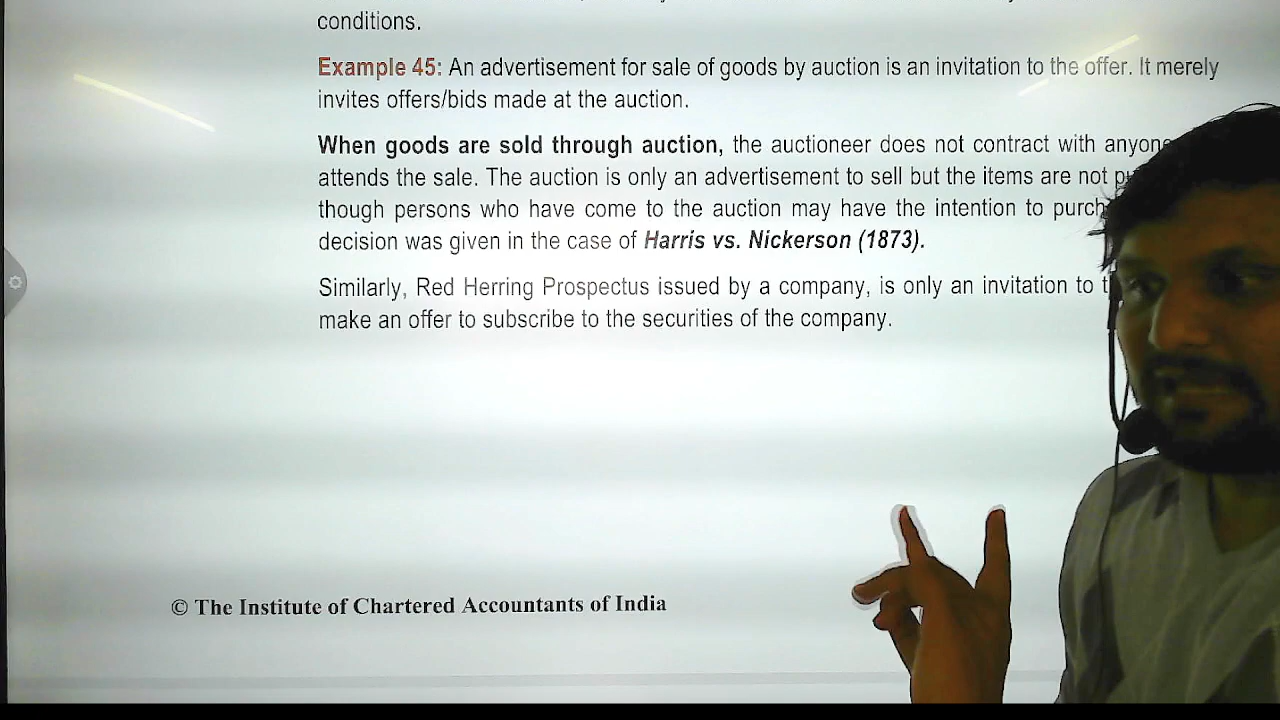 conditions.
Example 45: An advertisement for sale of goods by auction is an invitation to the offer. It merely
invites offers/bids made at the auction.
When goods are sold through auction, the auctioneer does not contract with anyone
attends the sale. The auction is only an advertisement to sell but the items are not
though persons who have come to the auction may have the intention to
decision was given in the case of Harris vs. Nickerson (1873).
Similarly, Red Herring Prospectus issued by a company, is only an invitation to
make an offer to subscribe to the securities of the company.
© The Institute of Chartered Accountants of India